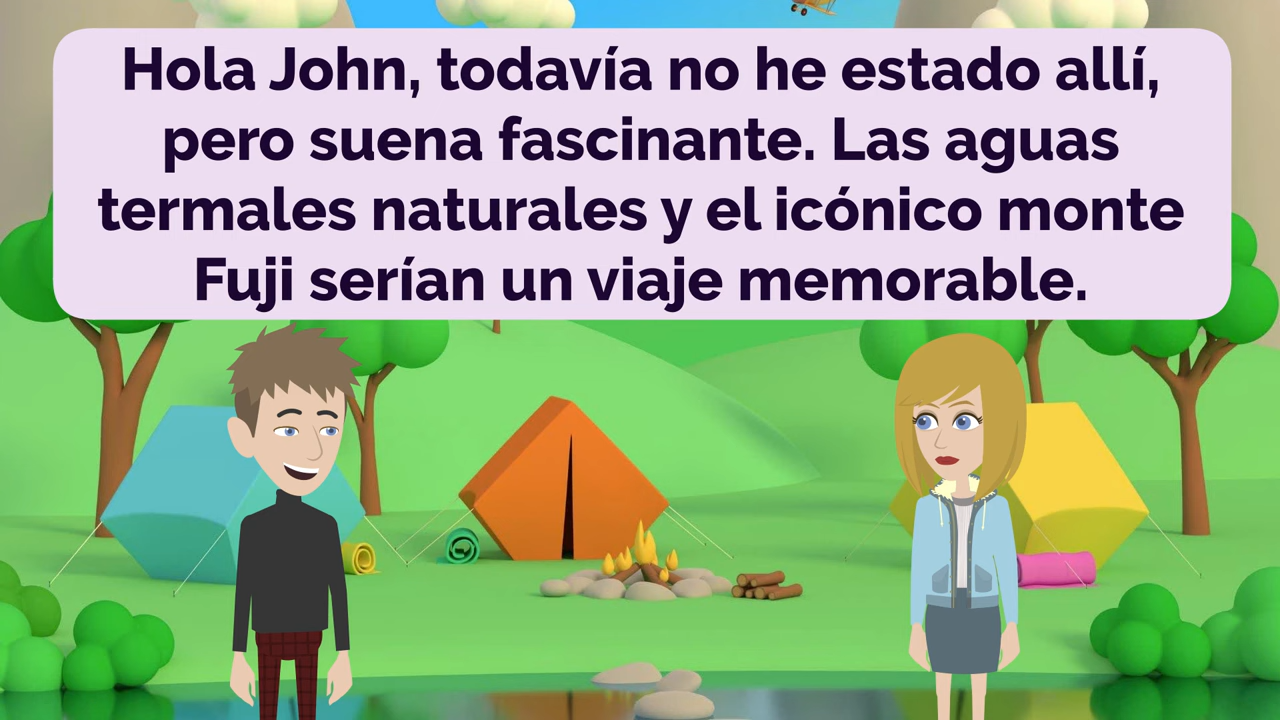 Hola John, todavía no he estado allí,
pero suena fascinante. Las aguas
termales naturales y el icónico monte
Fuji serían un viaje memorable.